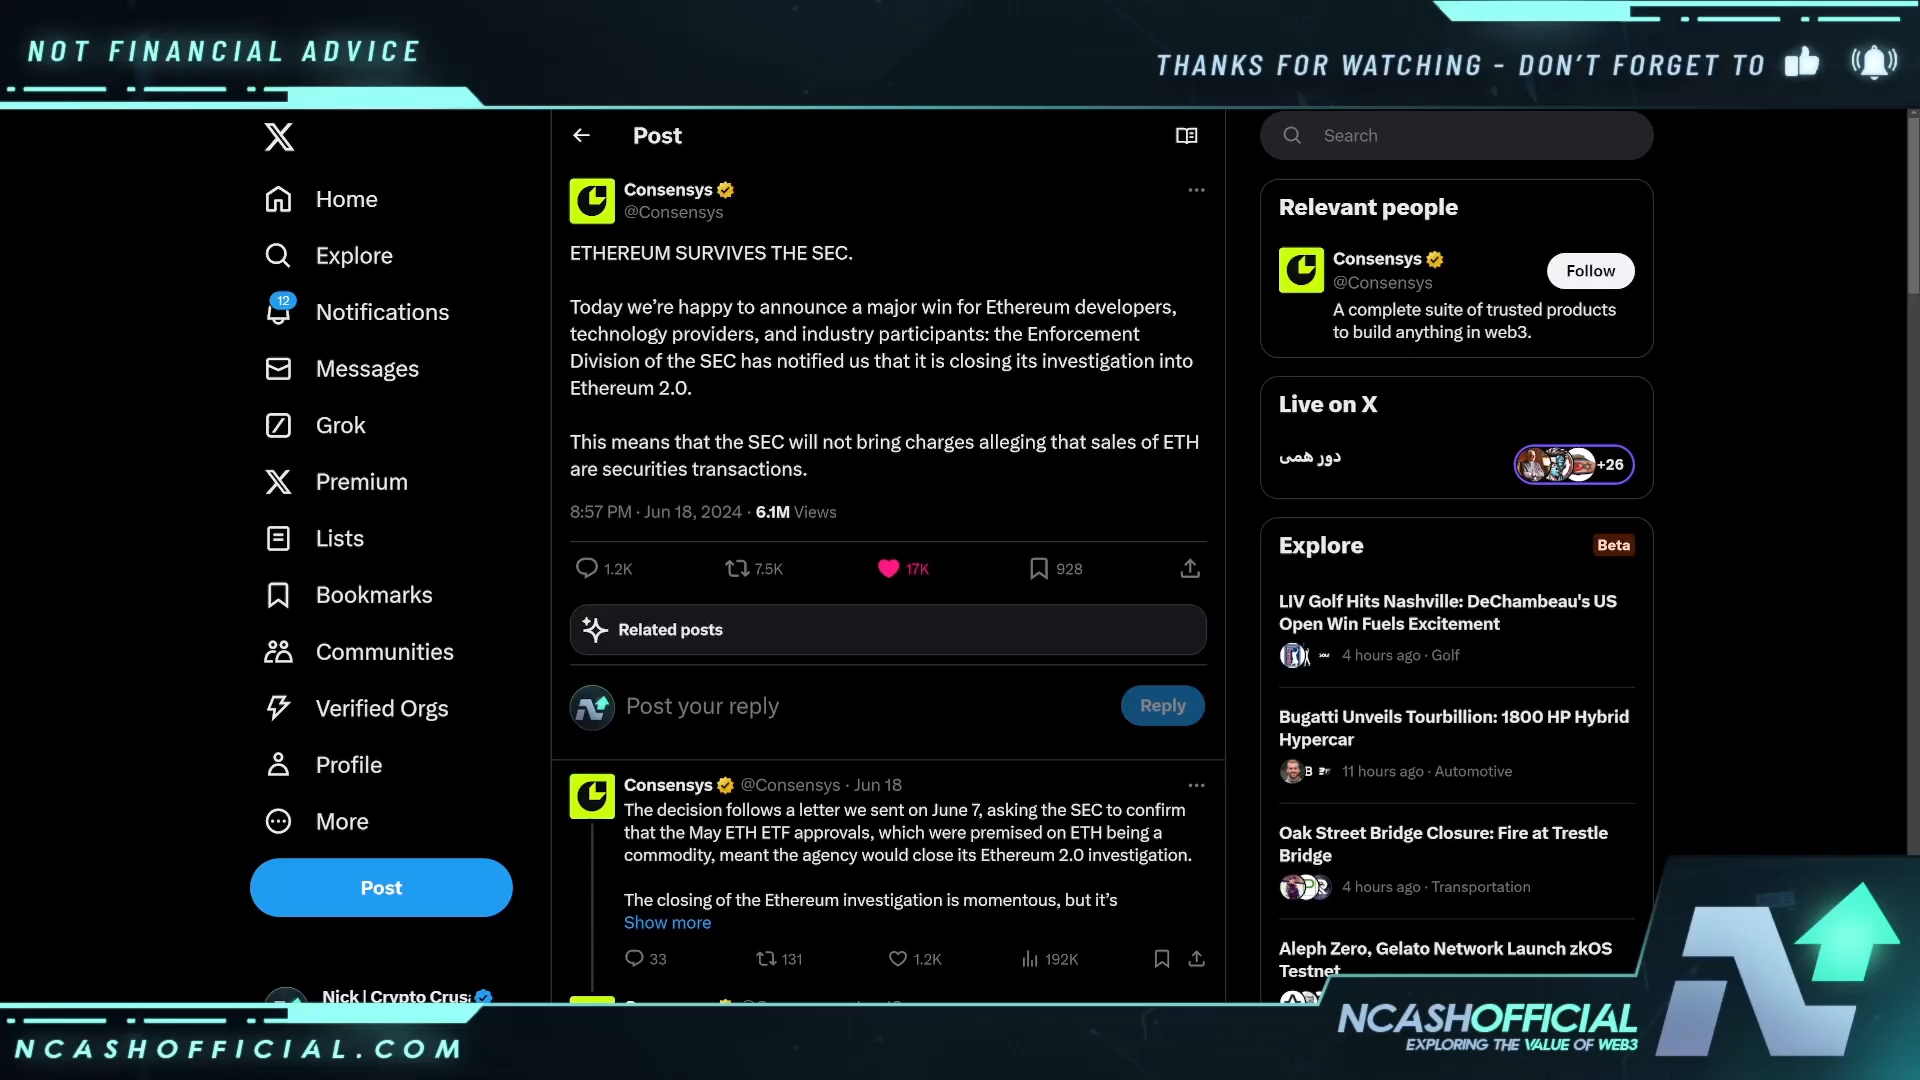 NOT FINANCIAL ADVICE
THANKS FOR WATCHING - DON'T FORGET TO
Home
Explore
12
Notifications
Messages
Grok
Premium
Lists
Bookmarks
Communities
Verified Orgs
Profile
More
Post
Nick | Crypto Crus
Post
Consensys
@Consensys
ETHEREUM SURVIVES THE SEC.
Today we’re happy to announce a major win for Ethereum developers,
technology providers, and industry participants: the Enforcement
Division of the SEC has notified us that it is closing its investigation into
Ethereum 2.0.
This means that the SEC will not bring charges alleging that sales of ETH
are securities transactions.
8:57 PM · Jun 18, 2024 · 6.1M Views
1.2K 7.5K 17K 928
Related posts
Post your reply
Reply
Consensys @Consensys · Jun 18
The decision follows a letter we sent on June 7, asking the SEC to confirm
that the May ETH ETF approvals, which were premised on ETH being a
commodity, meant the agency would close its Ethereum 2.0 investigation.
The closing of the Ethereum investigation is momentous, but it’s
Show more
33 131 1.2K 192K
Search
Relevant people
Consensys
@Consensys
Follow
A complete suite of trusted products
to build anything in web3.
Live on X
دور همی
+26
Explore
Beta
LIV Golf Hits Nashville: DeChambeau's US
Open Win Fuels Excitement
4 hours ago · Golf
Bugatti Unveils Tourbillion: 1800 HP Hybrid
Hypercar
11 hours ago · Automotive
Oak Street Bridge Closure: Fire at Trestle
Bridge
4 hours ago · Transportation
Aleph Zero, Gelato Network Launch zkOS
Testnet
NCASHOFFICIAL.COM
NCASHOFFICIAL
EXPLORING THE VALUE OF WEB3